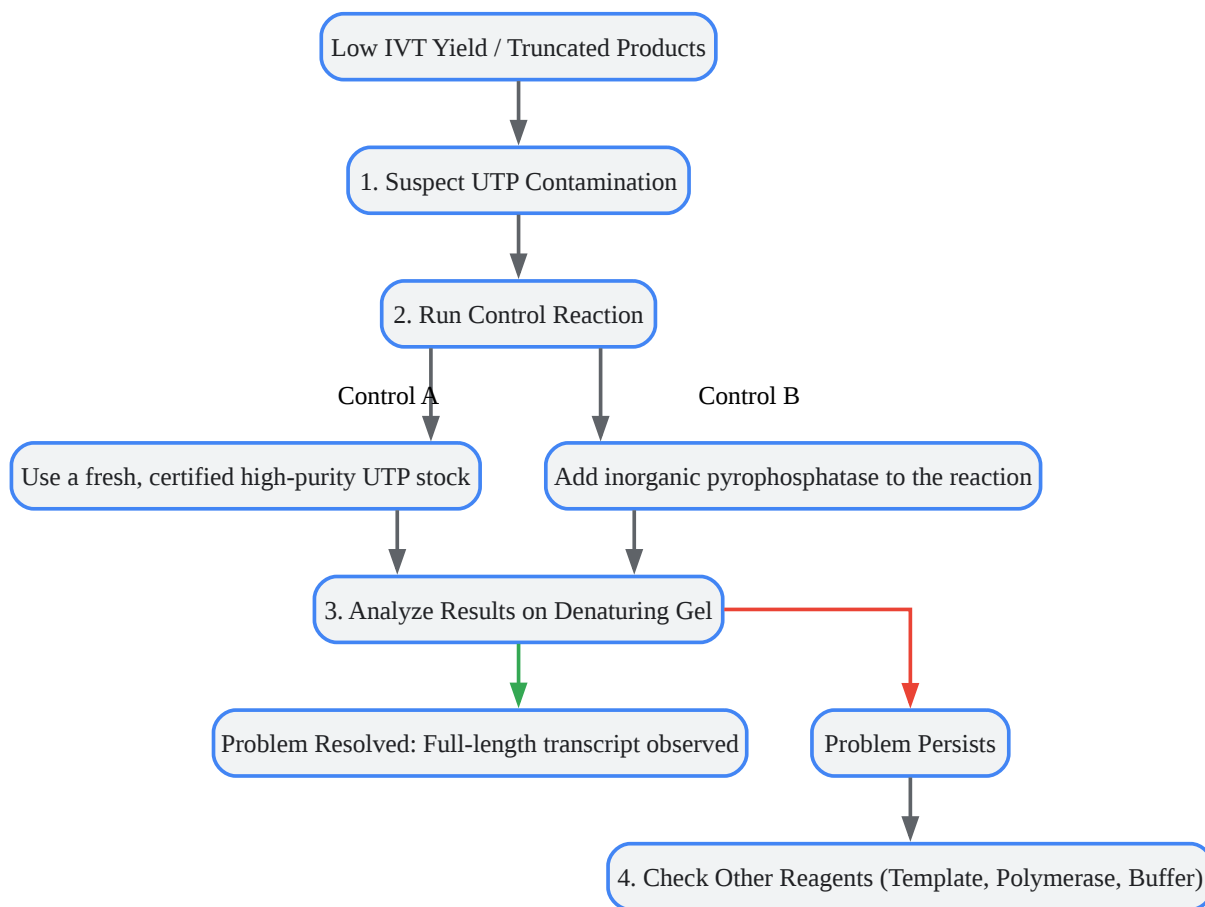 Low IVT Yield / Truncated Products
1. Suspect UTP Contamination
2. Run Control Reaction
Control A
Control B
Use a fresh, certified high-purity UTP stock
Add inorganic pyrophosphatase to the reaction
3. Analyze Results on Denaturing Gel
Problem Resolved: Full-length transcript observed
Problem Persists
4. Check Other Reagents (Template, Polymerase, Buffer)